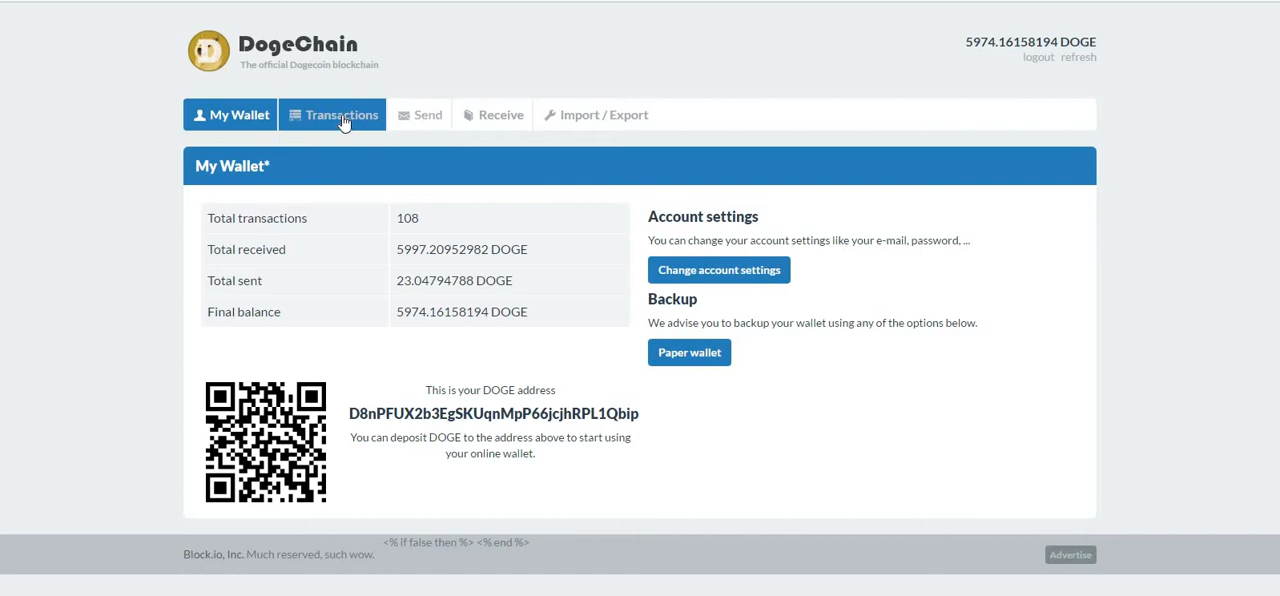 DogeChain
The official Dogecoin blockchain
5974.16158194 DOGE
logout refresh
My Wallet Transactions Send Receive Import / Export
My Wallet*
Total transactions 108
Total received 5997.20952982 DOGE
Total sent 23.04794788 DOGE
Final balance 5974.16158194 DOGE
Account settings
You can change your account settings like your e-mail, password, ...
Change account settings
Backup
We advise you to backup your wallet using any of the options below.
Paper wallet
This is your DOGE address
D8nPFUX2b3EgSKUqnMpP66jcjhRPL1Qbip
You can deposit DOGE to the address above to start using
your online wallet.
<% if false then %> <% end %>
Block.io, Inc. Much reserved, such wow.
Advertise